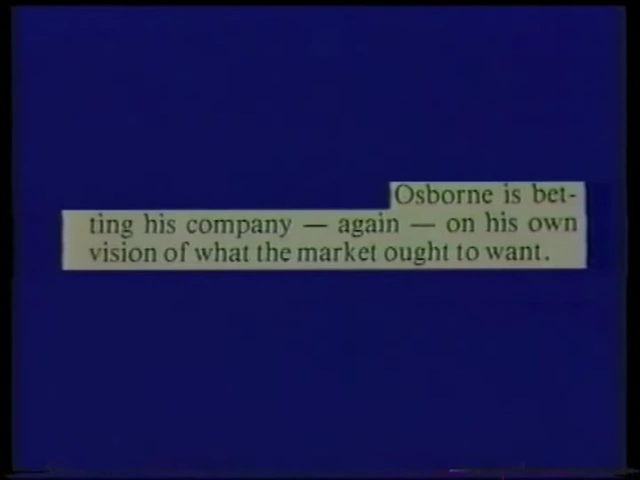 Osborne is bet-
ting his company — again — on his own
vision of what the market ought to want.